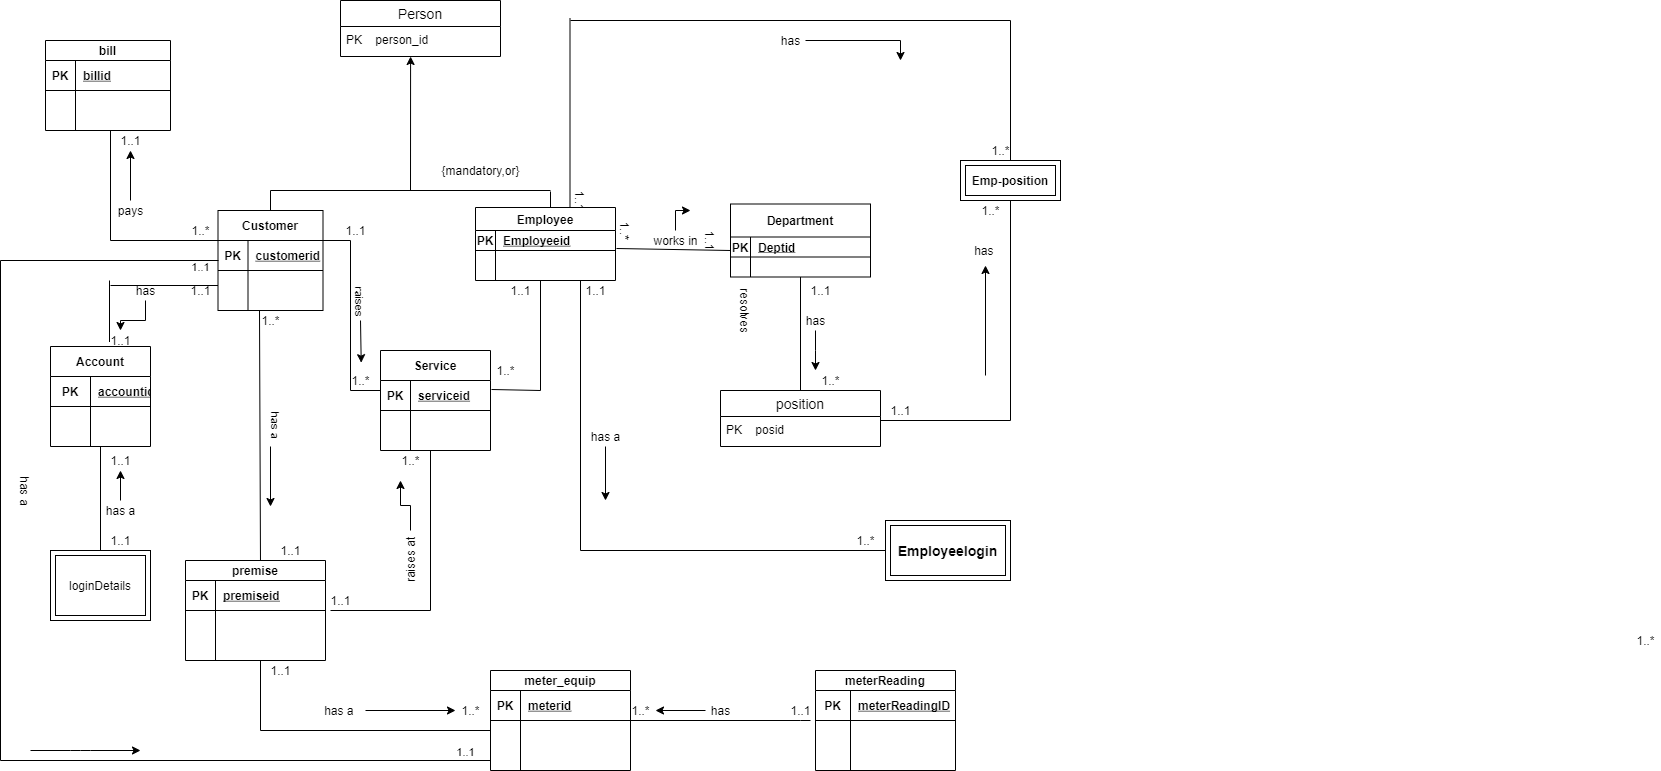 Person
PK person_id
has
bill
PK billid
1..1
1..*
{mandatory,or}
Emp-position
1..*
pays
1..*
Customer
PK customerid
1..1
1..1
1..1
has
1..1
Employee
PK Employeeid
1..
1..*
works in
1..1
Department
PK Deptid
has
1..1
1..1
raises
resolves
1..1
has
1..*
1..1
Account
PK accountid
Service
PK serviceid
1..*
1..*
1..*
position
PK posid
1..1
has a
has a
1..1
1..*
has a
has a
1..1
raises at
1..*
Employeelogin
loginDetails
1..1
premise
PK premiseid
1..1
1..1
1..*
meter_equip
PK meterid
meterReading
PK meterReadingID
has a
1..*
1..*
has
1..1
1..1